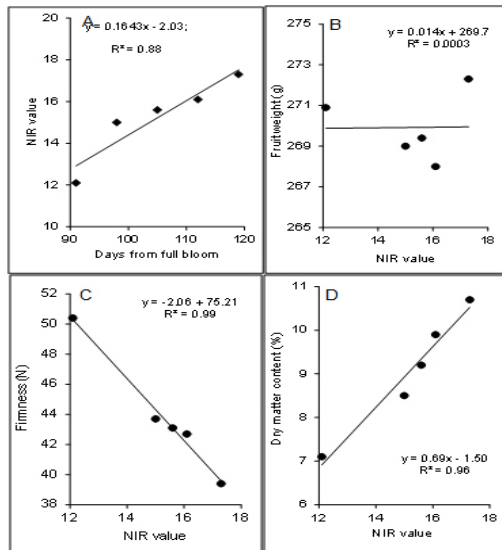 A
y = 0.1643x - 2.03;
R² = 0.88
NIR value
20
18
16
14
12
10
90
100
110
120
Days from full bloom
B
y = 0.014x + 269.7
R² = 0.0003
Fruitweight (g)
275
273
271
269
267
265
12
14
16
18
NIR value
C
y = -2.06 + 75.21
R² = 0.99
Firmness (N)
52
50
48
46
44
42
40
38
12
14
16
18
NIR value
D
y = 0.69x - 1.50
R² = 0.96
Dry matter content (%)
11
10
9
8
7
6
12
14
16
18
NIR value